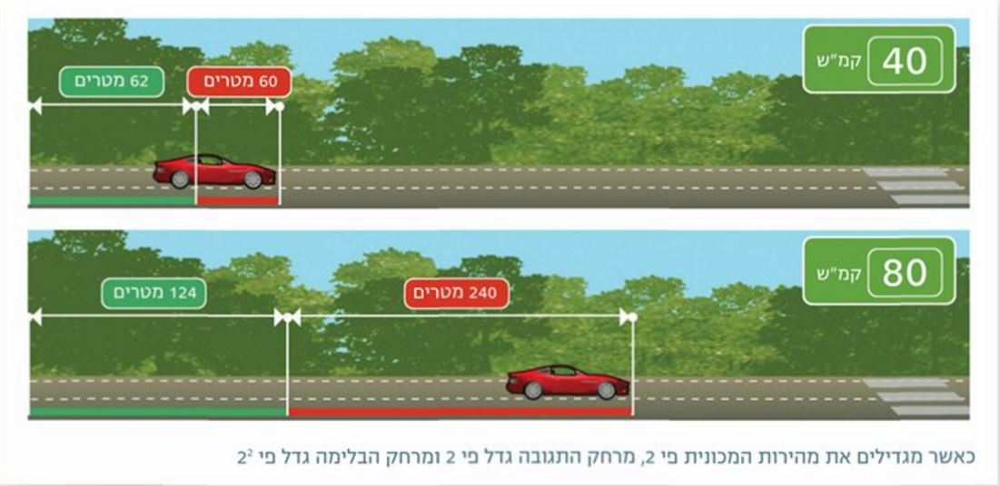 40 קמ"ש
62 מטרים
60 מטרים
80 קמ"ש
124 מטרים
240 מטרים
כאשר מגדילים את מהירות המכונית פי 2, מרחק התגובה גדל פי 2 ומרחק הבלימה גדל פי 2²